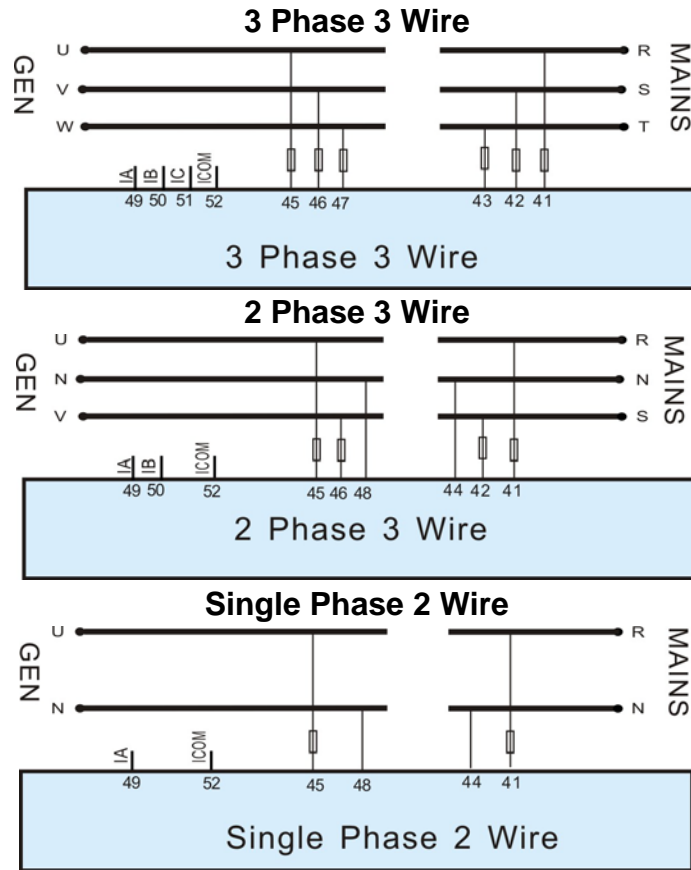 3 Phase 3 Wire
GEN
U
V
W
R
S
T
MAINS
IA
IB
IC
ICOM
49
50
51
52
45
46
47
43
42
41
3 Phase 3 Wire
2 Phase 3 Wire
GEN
U
N
V
R
N
S
MAINS
IA
IB
ICOM
49
50
52
45
46
48
44
42
41
2 Phase 3 Wire
Single Phase 2 Wire
GEN
U
N
R
N
MAINS
IA
ICOM
49
52
45
48
44
41
Single Phase 2 Wire